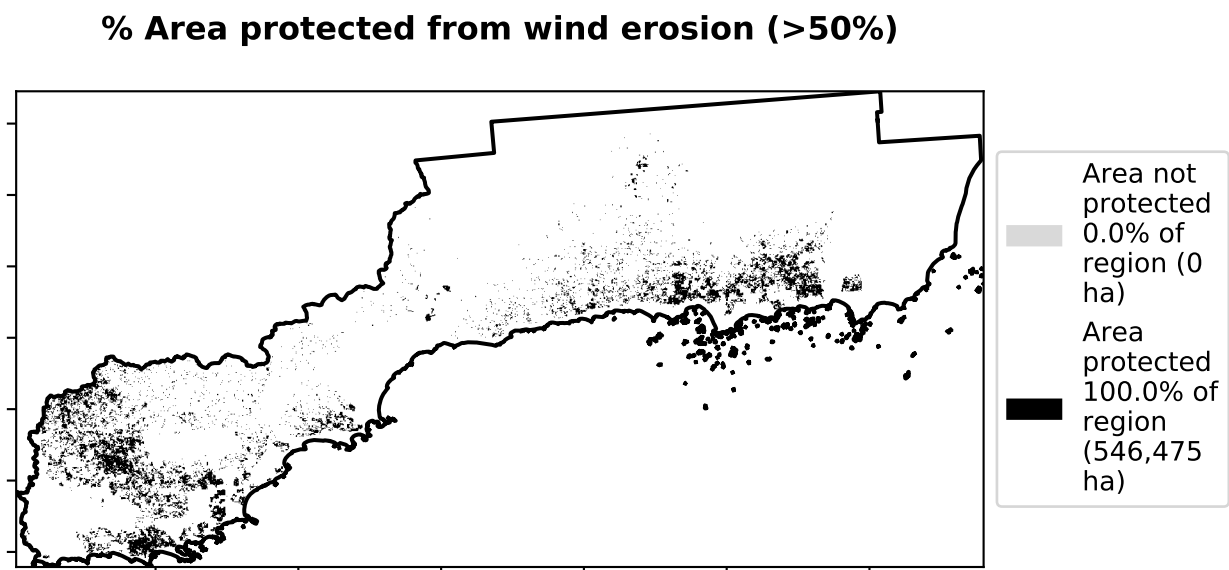 % Area protected from wind erosion (>50%)
Area not
protected
0.0% of
region (0
ha)
Area
protected
100.0% of
region
(546,475
ha)